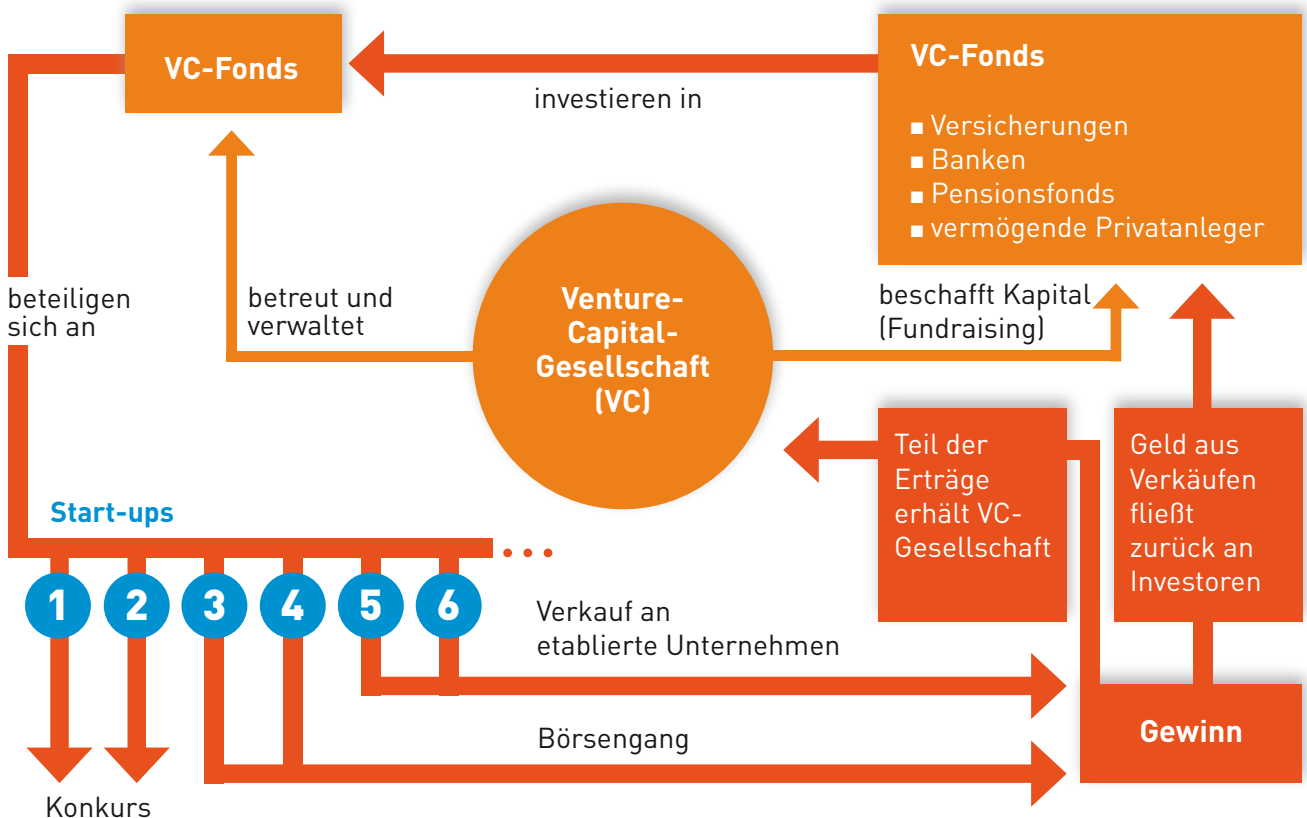 VC-Fonds
investieren in
VC-Fonds
■ Versicherungen
■ Banken
■ Pensionsfonds
■ vermögende Privatanleger
beteiligen
sich an
betreut und
verwaltet
Venture-
Capital-
Gesellschaft
(VC)
beschafft Kapital
(Fundraising)
Teil der
Erträge
erhält VC-
Gesellschaft
Geld aus
Verkäufen
fließt
zurück an
Investoren
Start-ups
...
1 2 3 4 5 6
Verkauf an
etablierte Unternehmen
Börsengang
Gewinn
Konkurs